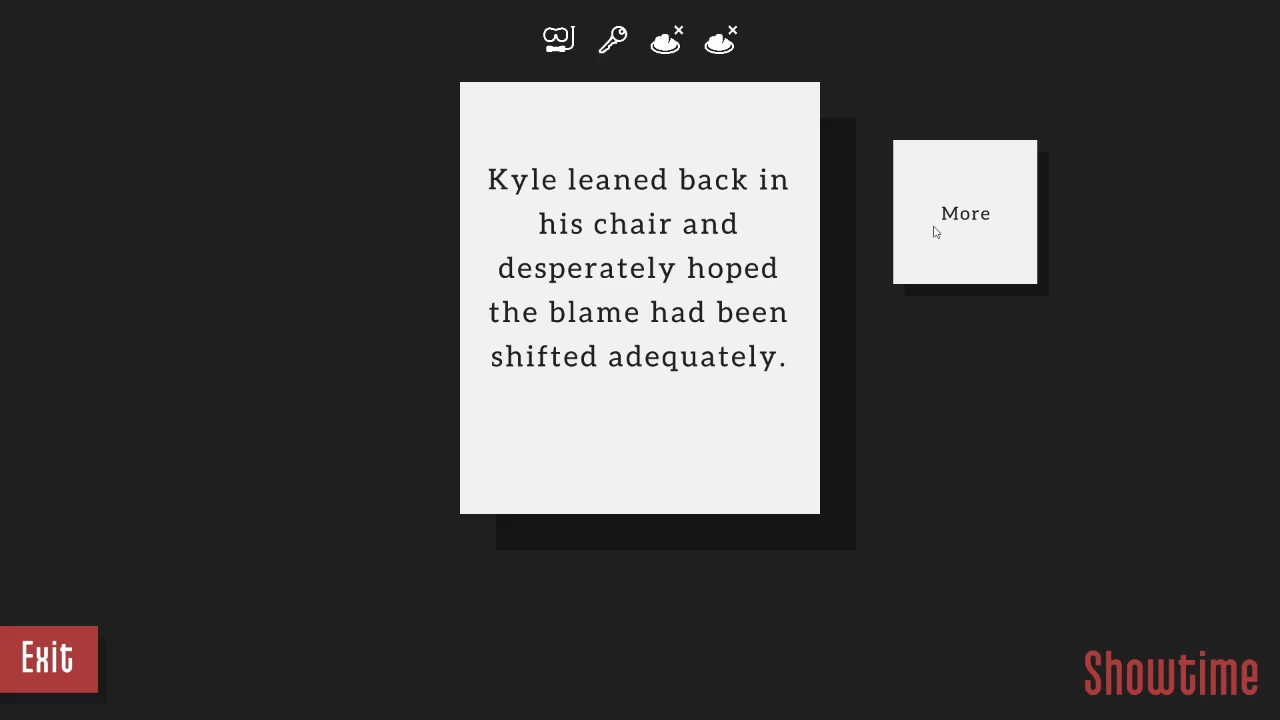 Kyle leaned back in
his chair and
desperately hoped
the blame had been
shifted adequately.
More
Exit
Showtime